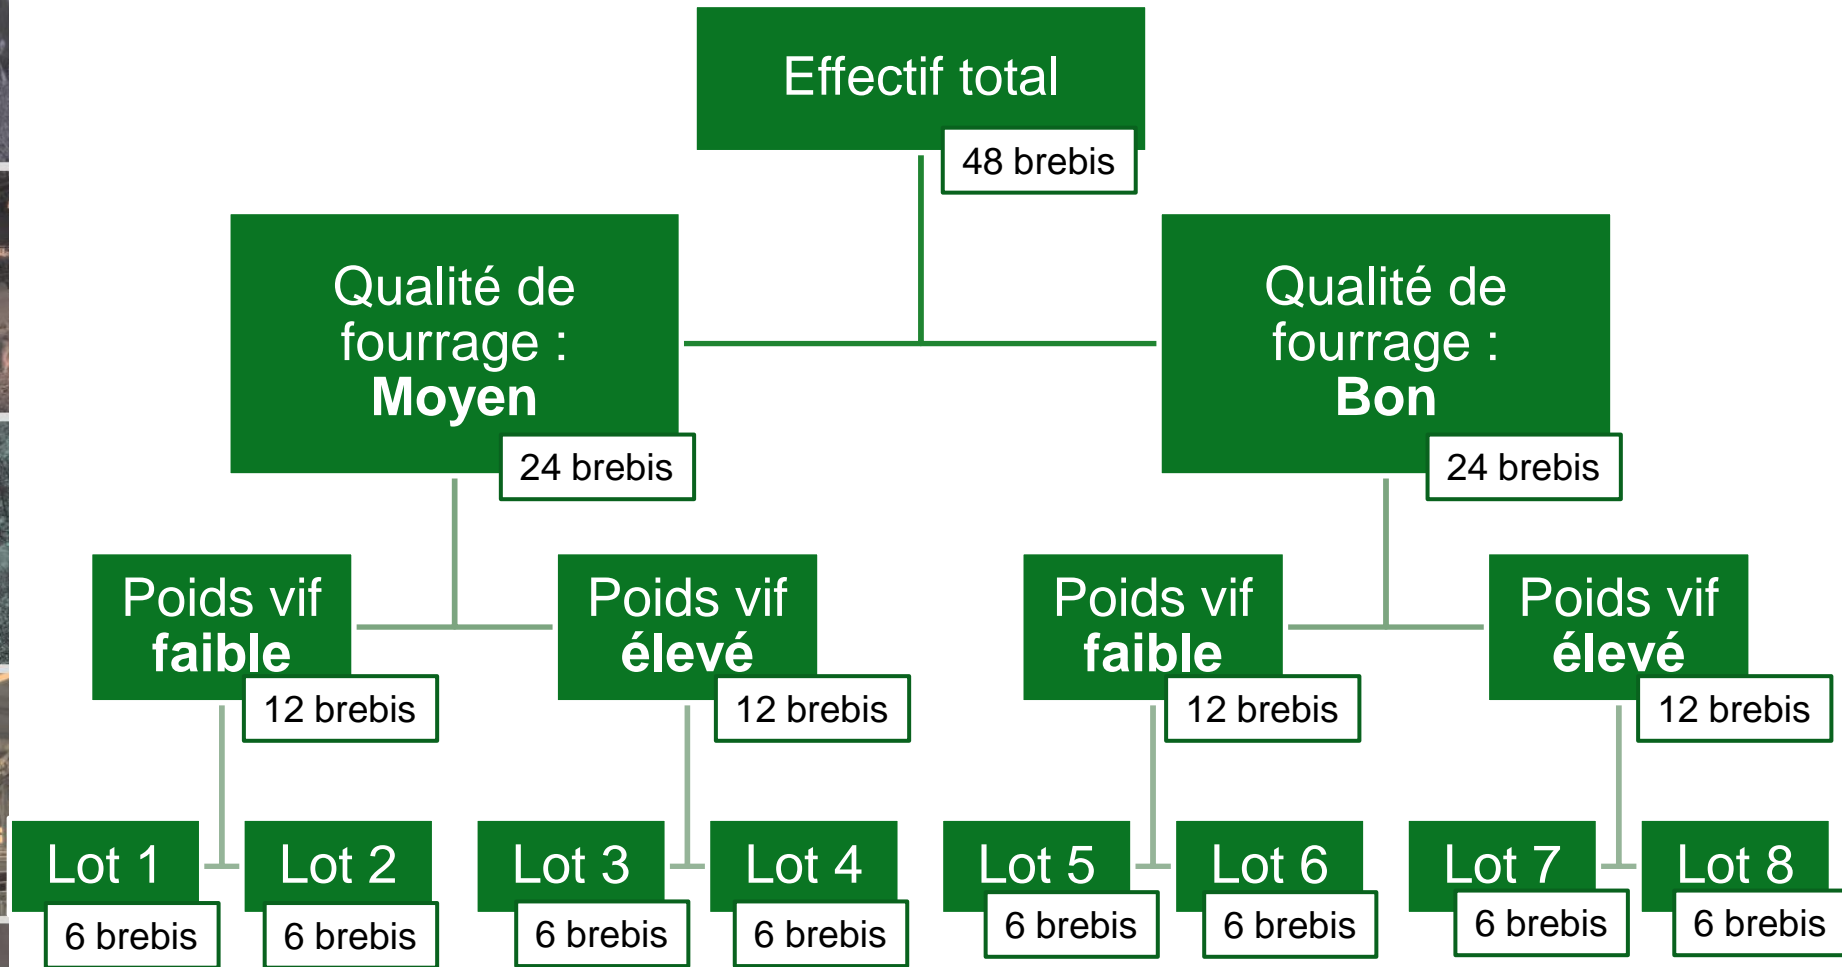 Effectif total
48 brebis
Qualité de
fourrage :
Moyen
24 brebis
Qualité de
fourrage :
Bon
24 brebis
Poids vif
faible
12 brebis
Poids vif
élevé
12 brebis
Poids vif
faible
12 brebis
Poids vif
élevé
12 brebis
Lot 1
6 brebis
Lot 2
6 brebis
Lot 3
6 brebis
Lot 4
6 brebis
Lot 5
6 brebis
Lot 6
6 brebis
Lot 7
6 brebis
Lot 8
6 brebis